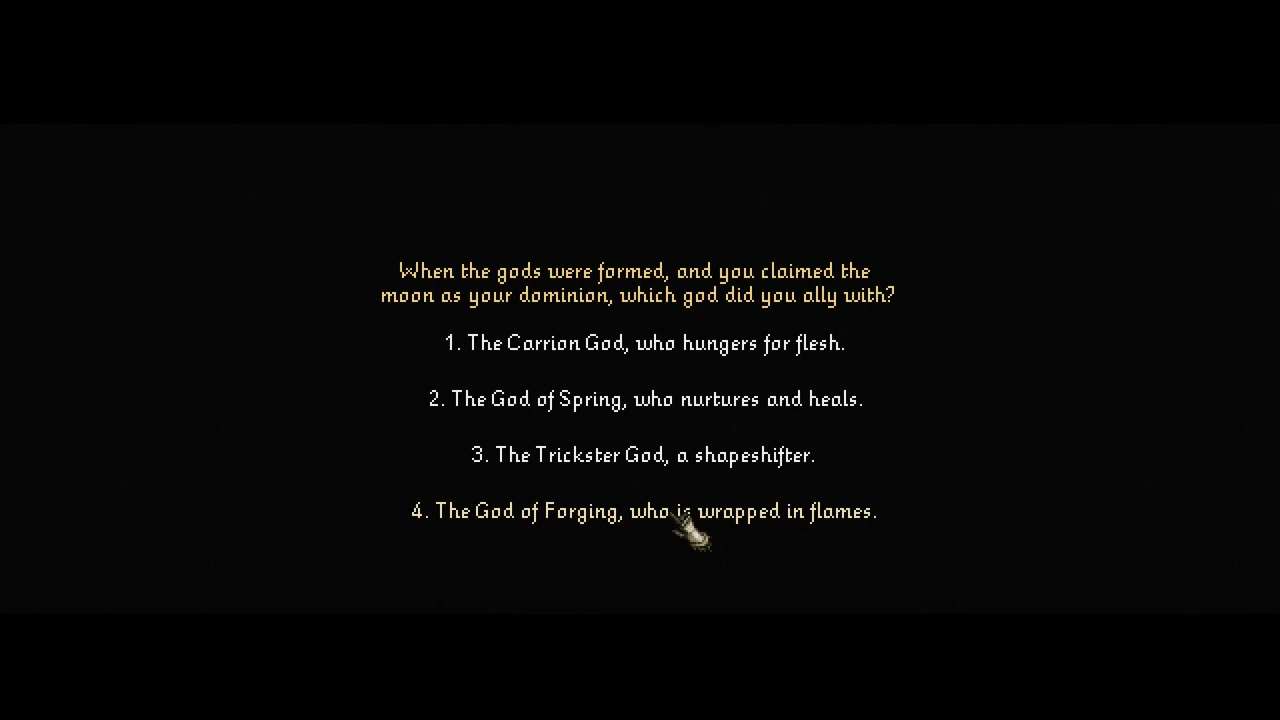 When the gods were formed, and you claimed the
moon as your dominion, which god did you ally with?
1. The Carrion God, who hungers for flesh.
2. The God of Spring, who nurtures and heals.
3. The Trickster God, a shapeshifter.
4. The God of Forging, who is wrapped in flames.